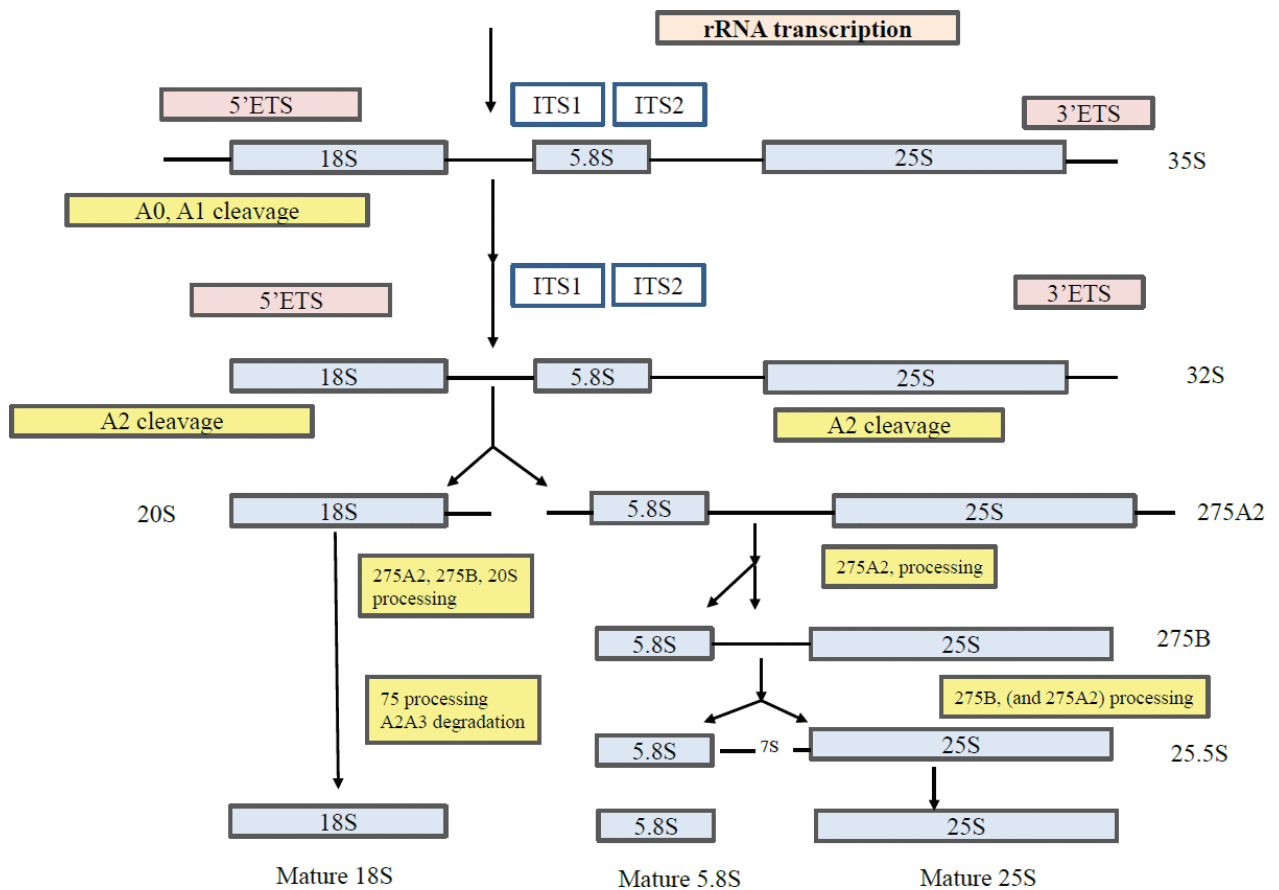 rRNA transcription
5’ETS
ITS1
ITS2
3’ETS
18S
5.8S
25S
35S
A0, A1 cleavage
5’ETS
ITS1
ITS2
3’ETS
18S
5.8S
25S
32S
A2 cleavage
A2 cleavage
20S
18S
5.8S
25S
275A2
275A2, 275B, 20S
processing
275A2, processing
5.8S
25S
275B
75 processing
A2A3 degradation
275B, (and 275A2) processing
5.8S
7S
25S
25.5S
18S
5.8S
25S
Mature 18S
Mature 5.8S
Mature 25S